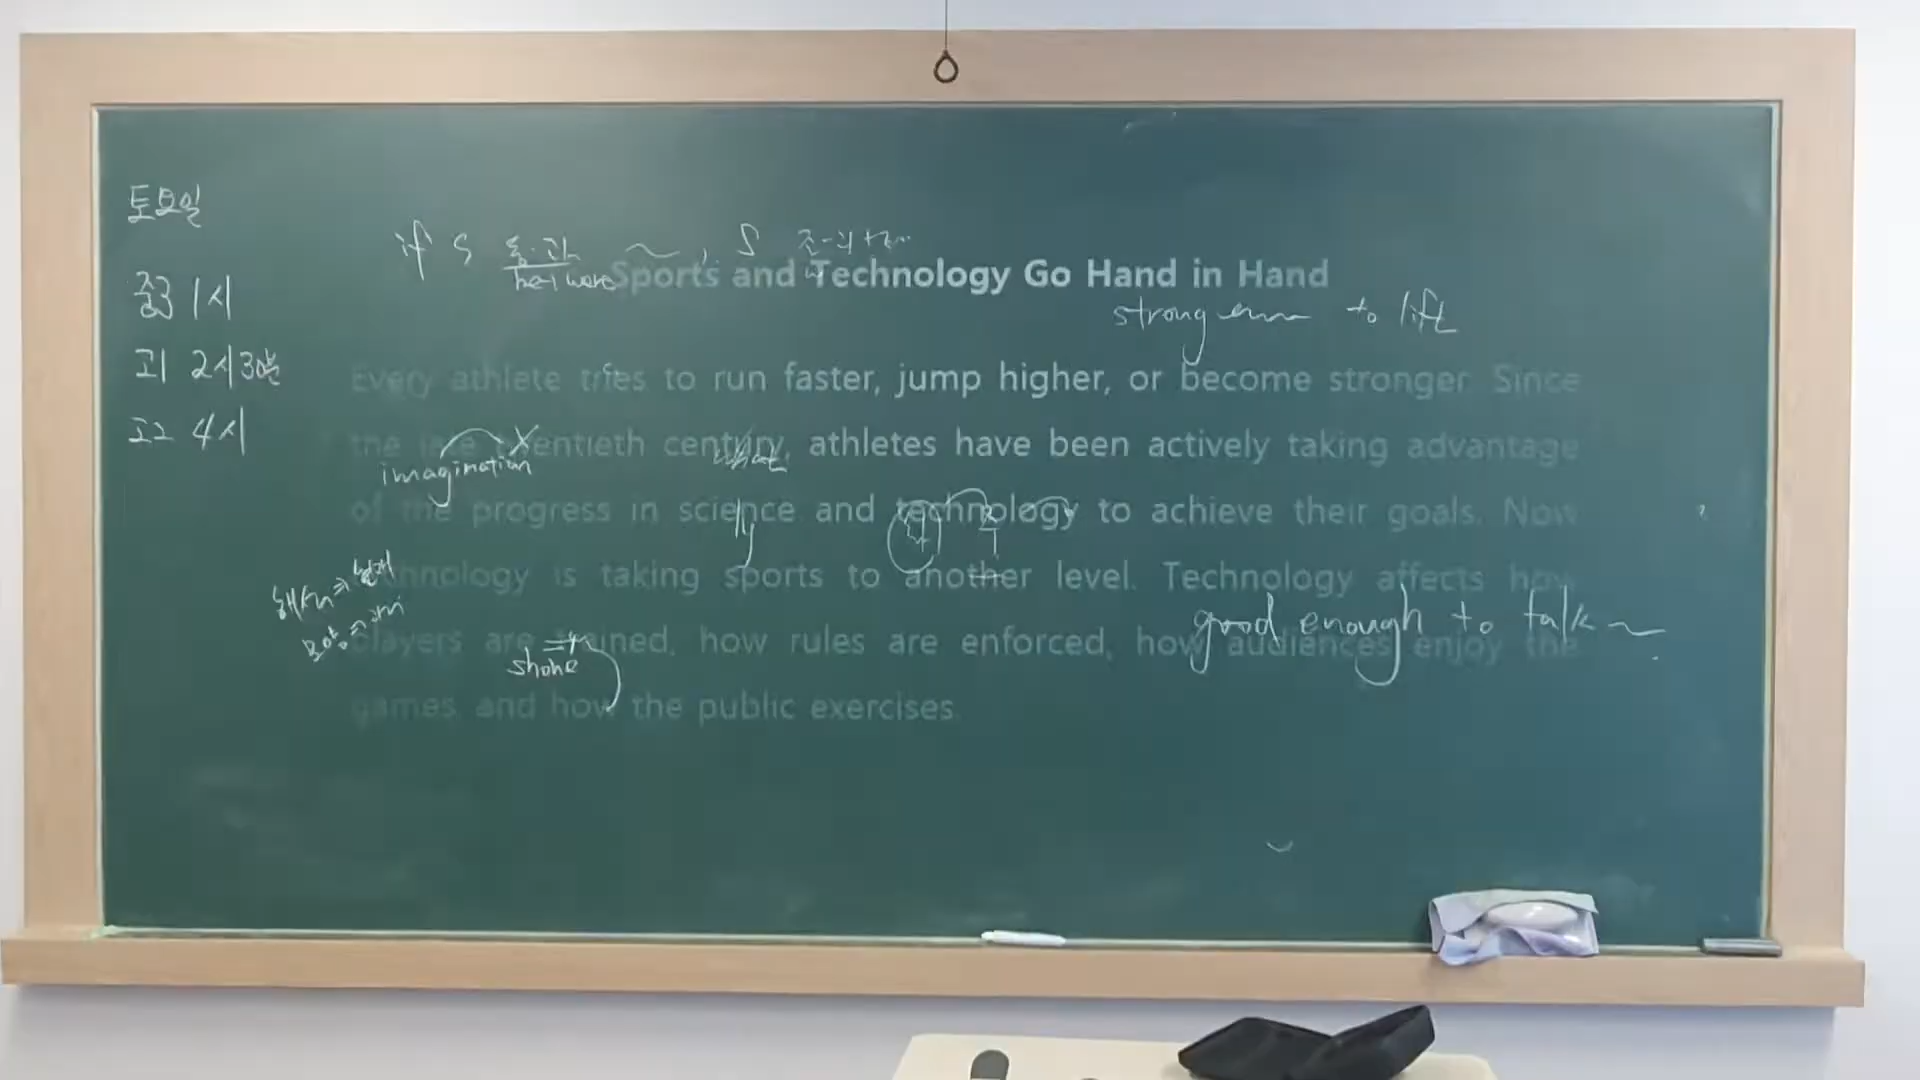 토요일
중3 1시
고1 2시30분
고2 4시
if S 동·과 ~, S
were
Sports and Technology Go Hand in Hand
strong to lift
Every athlete tries to run faster, jump higher, or become stronger. Since
the late twentieth century, athletes have been actively taking advantage
of the progress in science and technology to achieve their goals. Now
technology is taking sports to another level. Technology affects how
players are trained, how rules are enforced, how audiences enjoy the
games, and how the public exercises.
imagination
what
ly
good enough to talk ~
shone